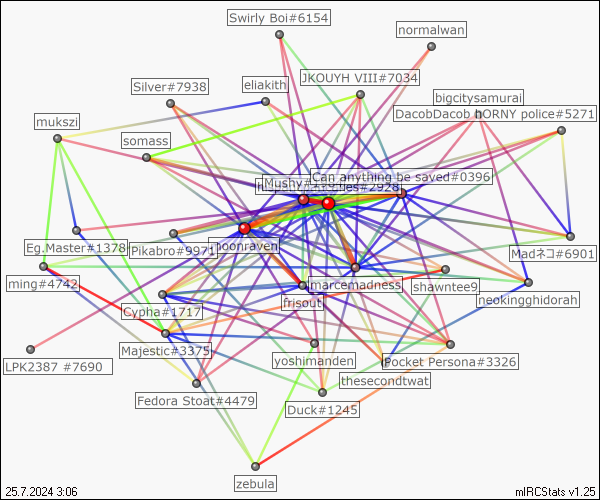 Swirly Boi#6154
normalwan
JKOUYH VIII#7034
Silver#7938
eliakith
bigcitysamurai
DacobDacob
hORNY police#5271
mukszi
somass
Can anything be saved#0396
Mushy#
#2928
Eg.Master#1378
Pikabro#9971
joonraven
Madネコ#6901
ming#4742
marcemadness
shawntee9
neokingghidorah
frisout
Cypha#1717
Majestic#3375
yoshimanden
Pocket Persona#3326
LPK2387 #7690
thesecondtwat
Fedora Stoat#4479
Duck#1245
zebula
25.7.2024 3:06
mIRCStats v1.25